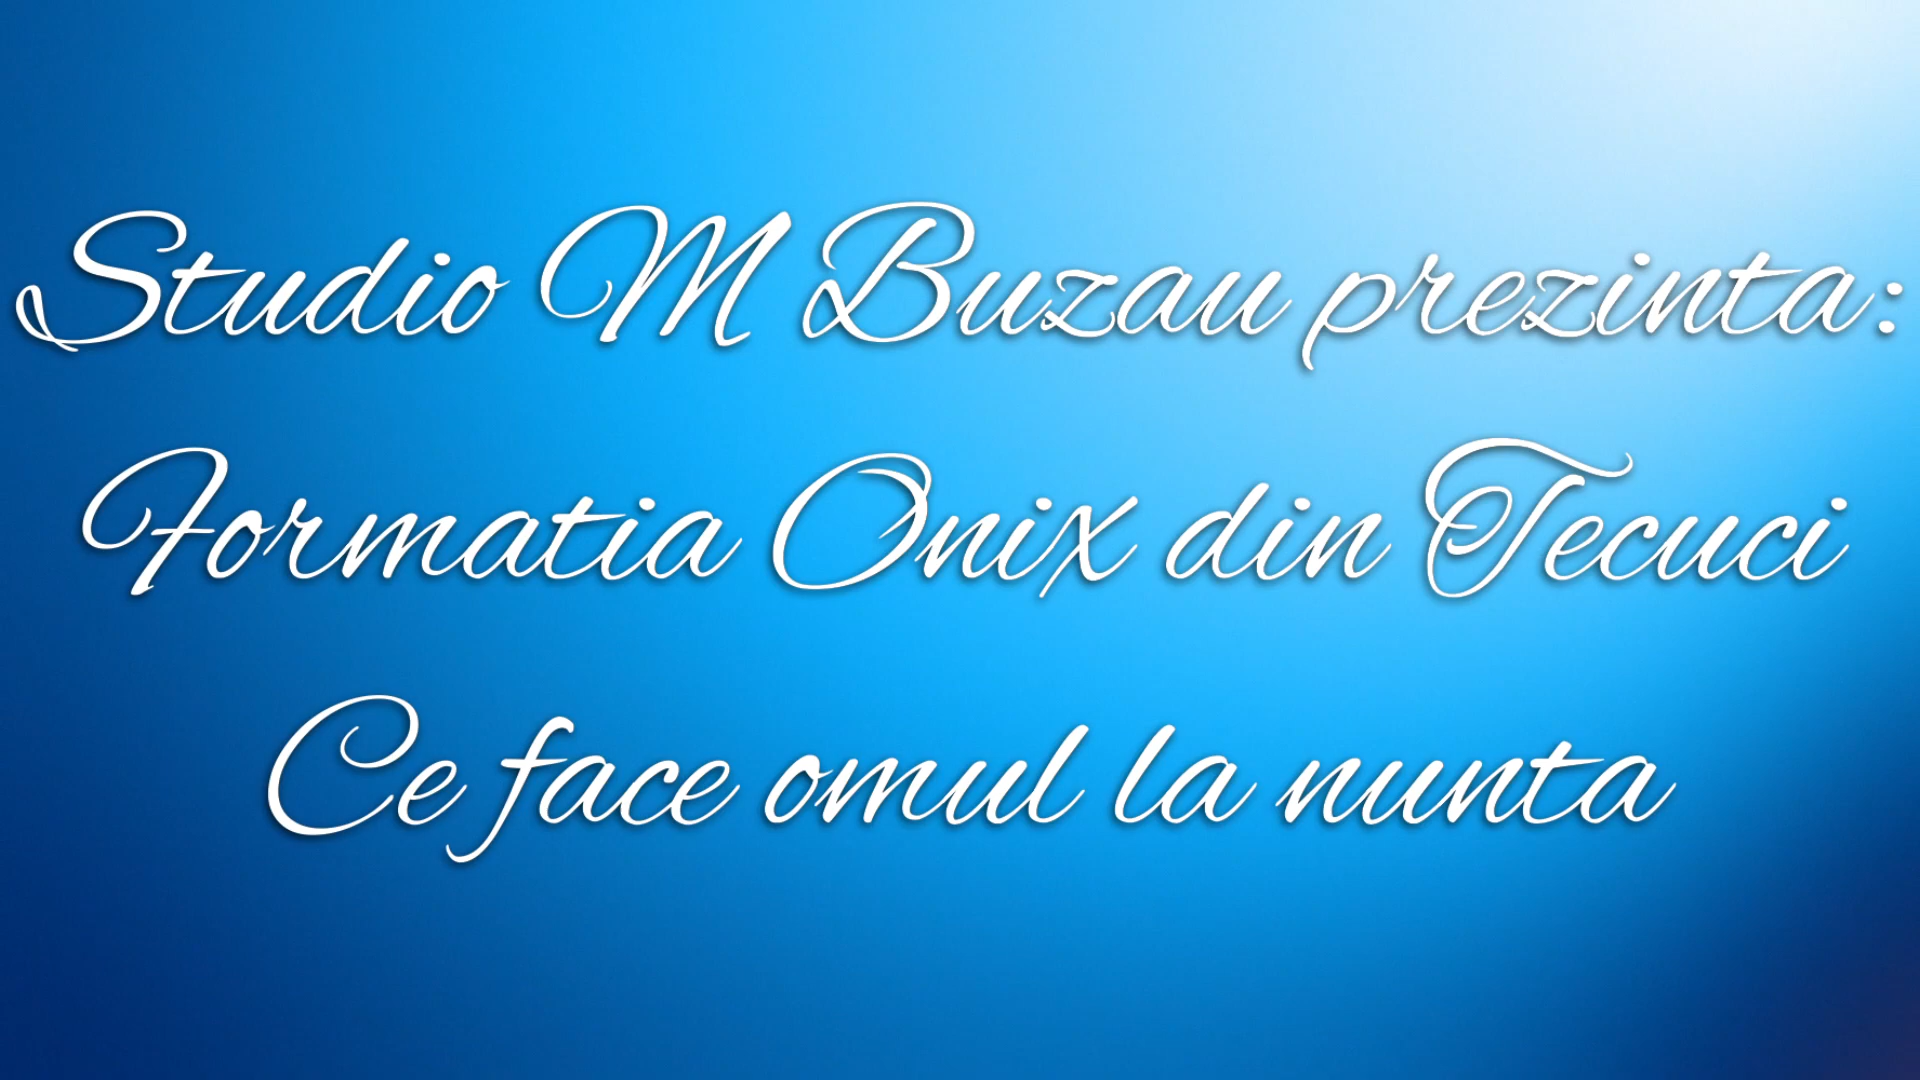 Studio M Buzau prezinta:
Formatia Onix din Tecuci
Ce face omul la nunta